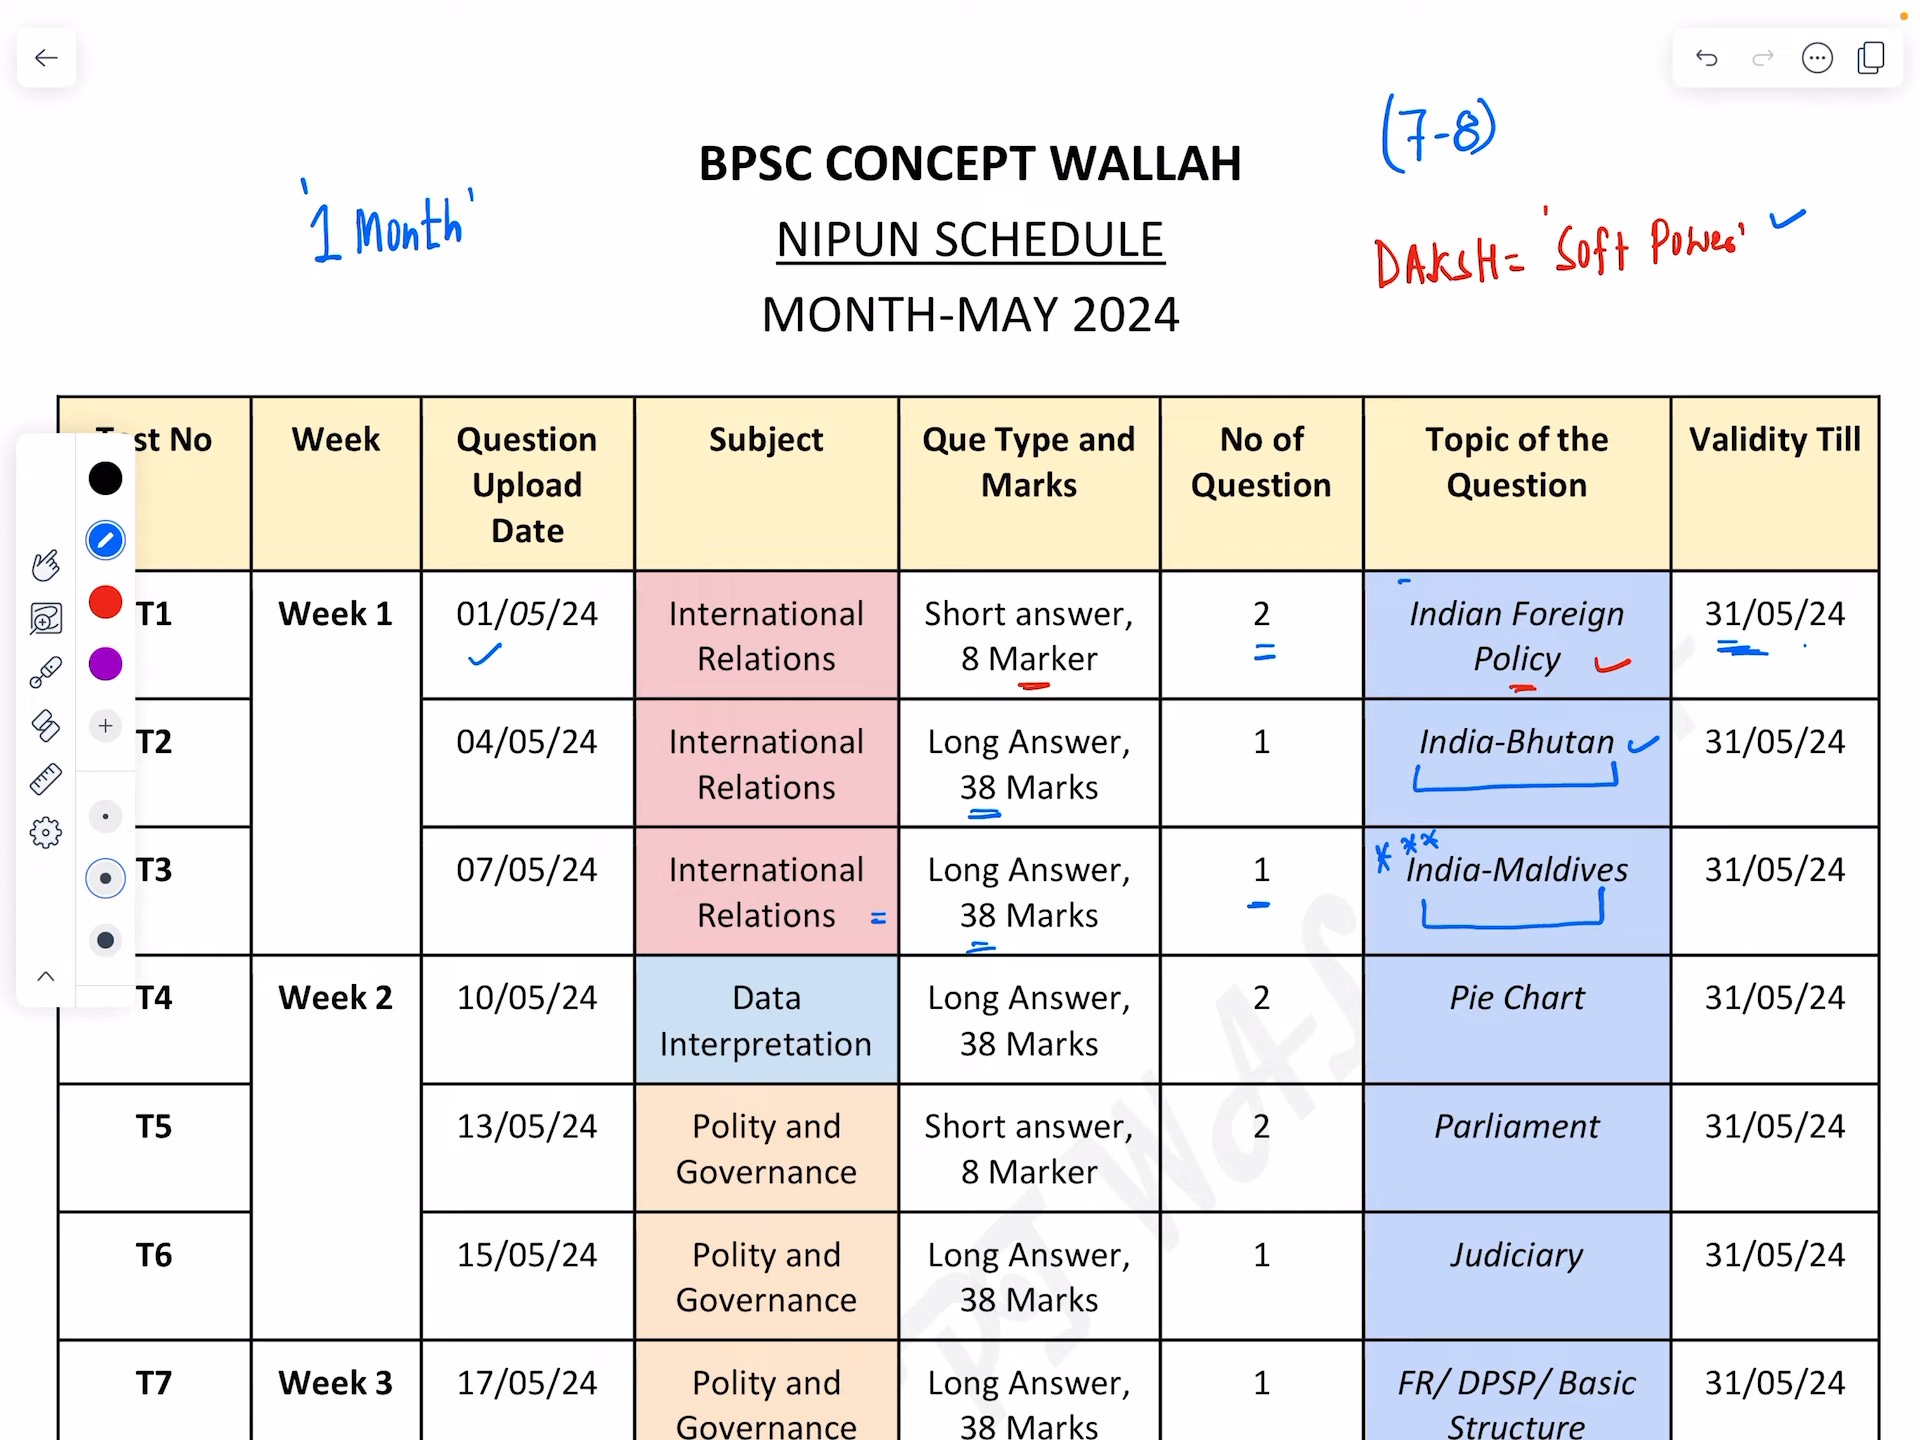 (7-8)
BPSC CONCEPT WALLAH
'1 Month'
NIPUN SCHEDULE
DAKSH = 'Soft Power'
MONTH-MAY 2024
Test No Week Question Upload Date Subject Que Type and Marks No of Question Topic of the Question Validity Till
T1 Week 1 01/05/24 International Relations Short answer, 8 Marker 2 Indian Foreign Policy 31/05/24
T2 04/05/24 International Relations Long Answer, 38 Marks 1 India-Bhutan 31/05/24
T3 07/05/24 International Relations = Long Answer, 38 Marks 1 *** India-Maldives 31/05/24
T4 Week 2 10/05/24 Data Interpretation Long Answer, 38 Marks 2 Pie Chart 31/05/24
T5 13/05/24 Polity and Governance Short answer, 8 Marker 2 Parliament 31/05/24
T6 15/05/24 Polity and Governance Long Answer, 38 Marks 1 Judiciary 31/05/24
T7 Week 3 17/05/24 Polity and Governance Long Answer, 38 Marks 1 FR/ DPSP/ Basic Structure 31/05/24